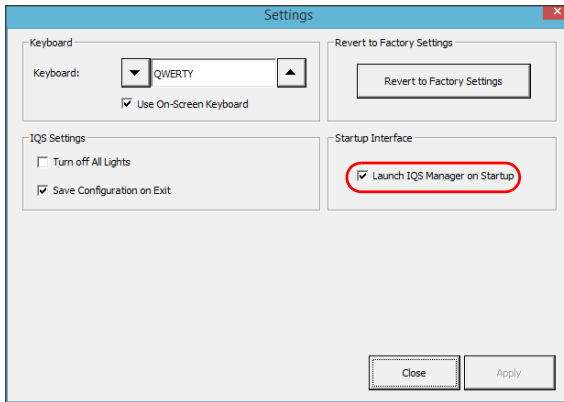 Settings
Keyboard
Keyboard:
QWERTY
Use On-Screen Keyboard
Revert to Factory Settings
Revert to Factory Settings
IQS Settings
Turn off All Lights
Save Configuration on Exit
Startup Interface
Launch IQS Manager on Startup
Close
Apply